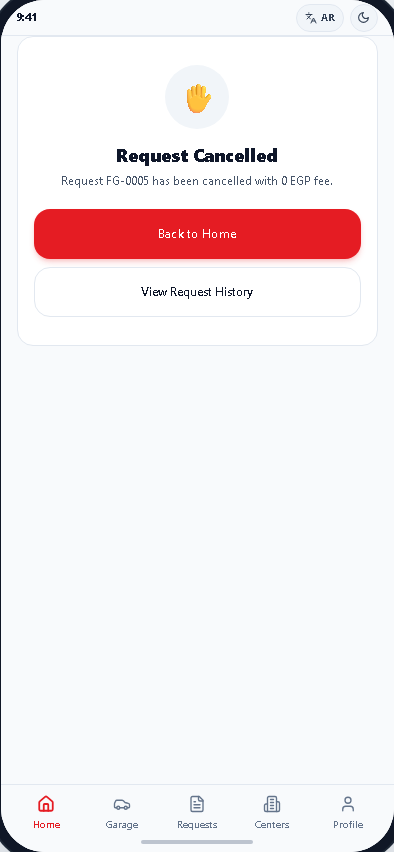 9:41
AR
Request Cancelled
Request FG-0005 has been cancelled with 0 EGP fee.
Back to Home
View Request History
Home
Garage
Requests
Centers
Profile